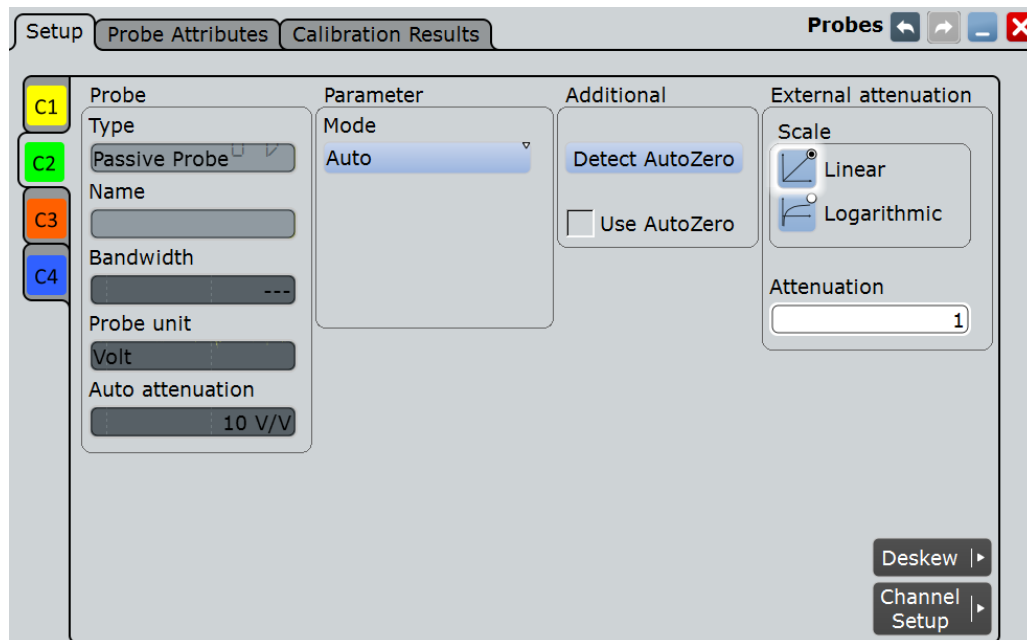 Setup Probe Attributes Calibration Results Probes
C1
C2
C3
C4
Probe
Type
Passive Probe
Name
Bandwidth
---
Probe unit
Volt
Auto attenuation
10 V/V
Parameter
Mode
Auto
Additional
Detect AutoZero
Use AutoZero
External attenuation
Scale
Linear
Logarithmic
Attenuation
1
Deskew
Channel
Setup